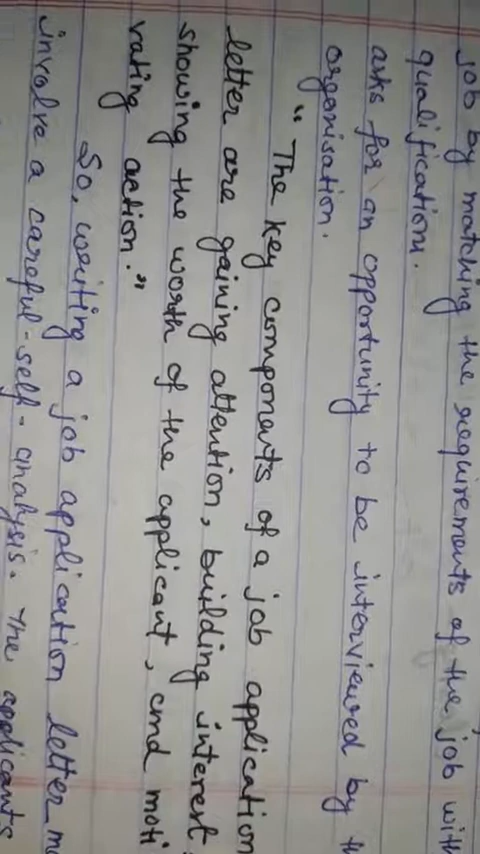 job by matching the requirements of the job with
qualifications.
asks for an opportunity to be interviewed by th
organisation.
"The key components of a job application
letter are gaining attention, building interest,
showing the worth of the applicant, and moti
vating action."
So, writing a job application letter m
involve a careful-self-analysis. The applicants